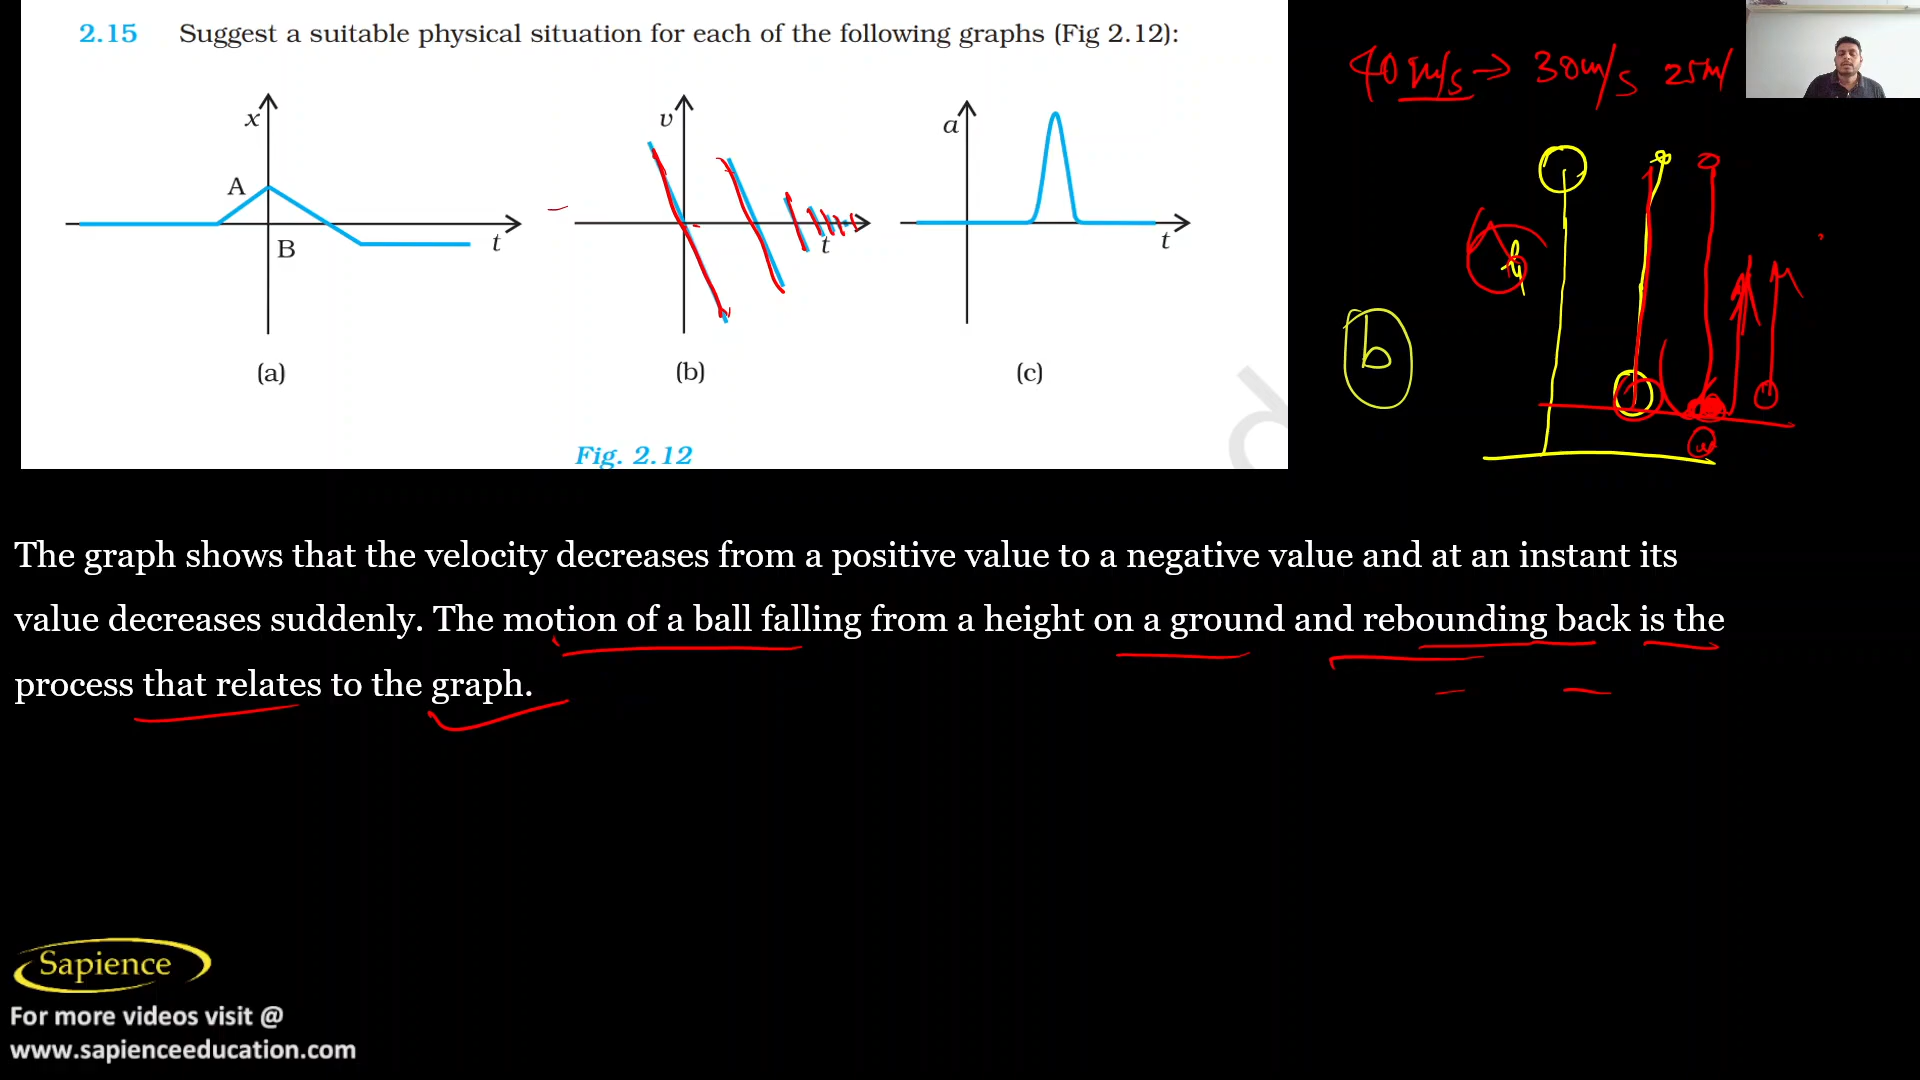 2.15 Suggest a suitable physical situation for each of the following graphs (Fig 2.12):
40 m/s → 30 m/s 25 m/
x
A
B
t
(a)
v
t
(b)
a
t
(c)
Fig. 2.12
h
b
The graph shows that the velocity decreases from a positive value to a negative value and at an instant its
value decreases suddenly. The motion of a ball falling from a height on a ground and rebounding back is the
process that relates to the graph.
Sapience
For more videos visit @
www.sapienceeducation.com